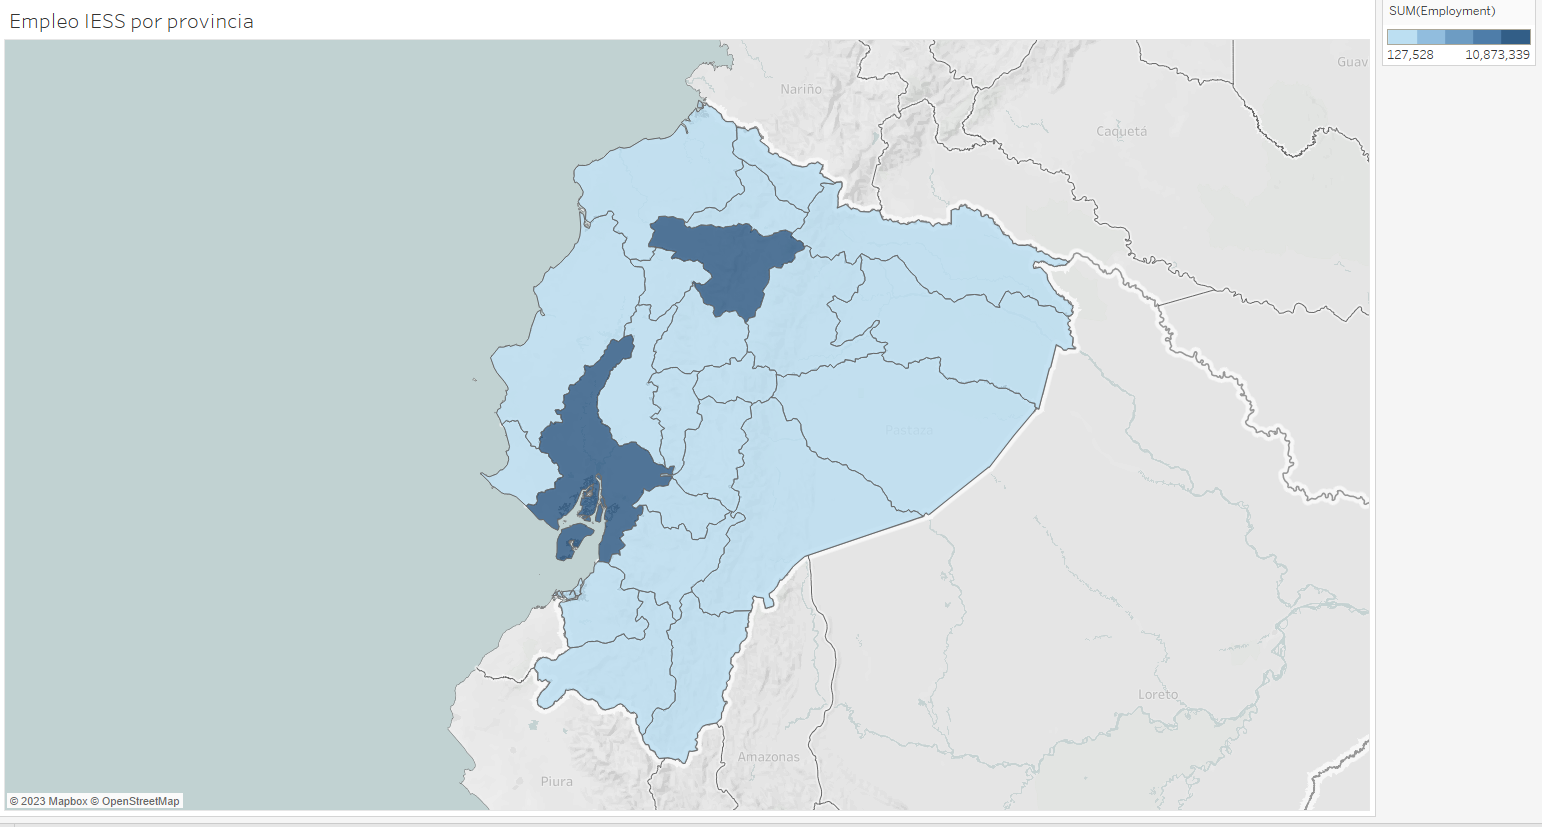 Empleo IESS por provincia
SUM(Employment)
127,528 10,873,339
Guav
Nariño
Caquetá
Pastaza
Loreto
Amazonas
Piura
© 2023 Mapbox © OpenStreetMap